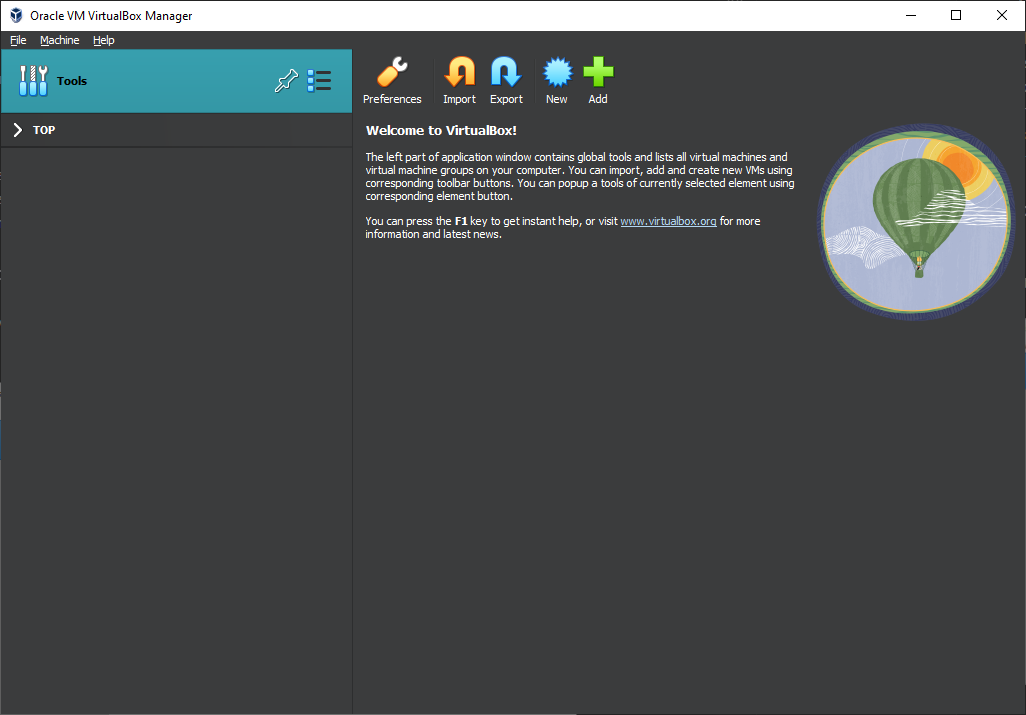 Oracle VM VirtualBox Manager
File Machine Help
Tools
TOP
Preferences Import Export New Add
Welcome to VirtualBox!
The left part of application window contains global tools and lists all virtual machines and
virtual machine groups on your computer. You can import, add and create new VMs using
corresponding toolbar buttons. You can popup a tools of currently selected element using
corresponding element button.
You can press the F1 key to get instant help, or visit www.virtualbox.org for more
information and latest news.